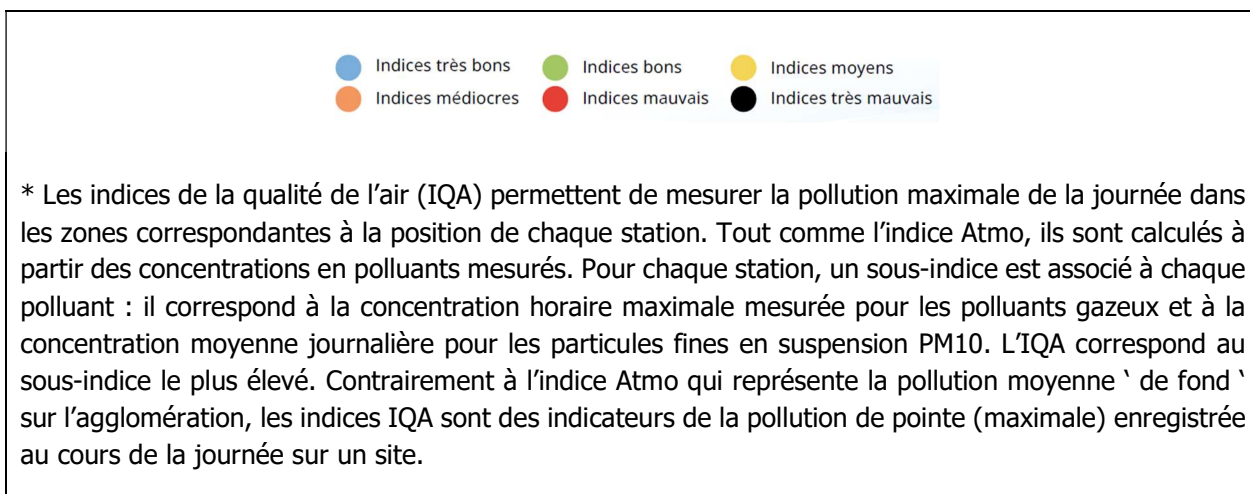 Indices très bons Indices bons Indices moyens
Indices médiocres Indices mauvais Indices très mauvais
* Les indices de la qualité de l’air (IQA) permettent de mesurer la pollution maximale de la journée dans
les zones correspondantes à la position de chaque station. Tout comme l’indice Atmo, ils sont calculés à
partir des concentrations en polluants mesurés. Pour chaque station, un sous-indice est associé à chaque
polluant : il correspond à la concentration horaire maximale mesurée pour les polluants gazeux et à la
concentration moyenne journalière pour les particules fines en suspension PM10. L’IQA correspond au
sous-indice le plus élevé. Contrairement à l’indice Atmo qui représente la pollution moyenne ‘ de fond ‘
sur l’agglomération, les indices IQA sont des indicateurs de la pollution de pointe (maximale) enregistrée
au cours de la journée sur un site.